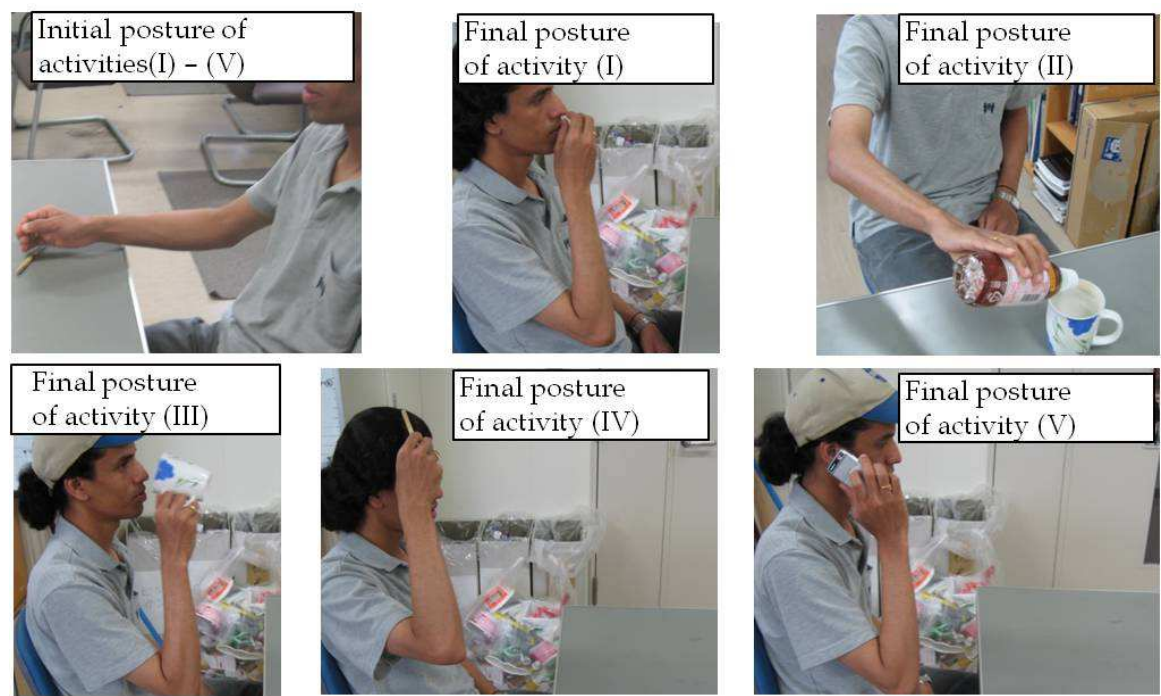 Initial posture of
activities(I) – (V)
Final posture
of activity (I)
Final posture
of activity (II)
Final posture
of activity (III)
Final posture
of activity (IV)
Final posture
of activity (V)